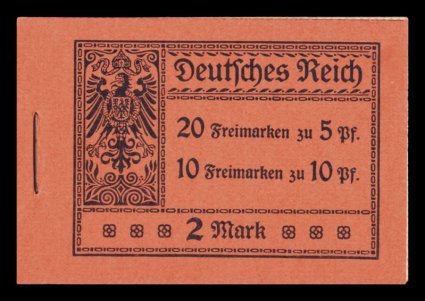 Deutsches Reich
20 Freimarken zu 5 Pf.
10 Freimarken zu 10 Pf.
2 Mark